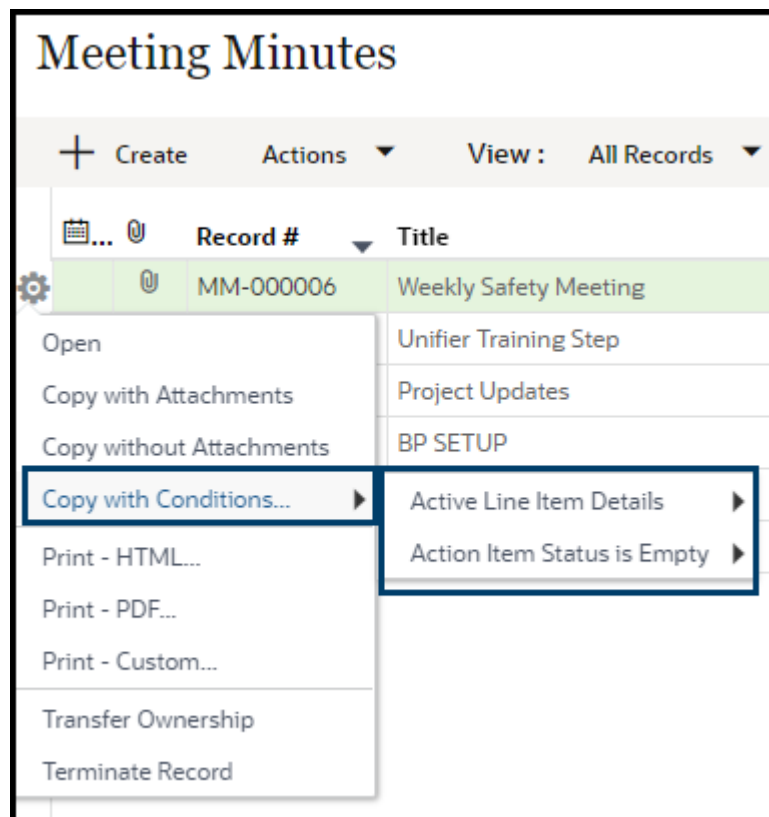 Meeting Minutes
Create Actions View : All Records
... Record # Title
MM-000006 Weekly Safety Meeting
Open Unifier Training Step
Copy with Attachments Project Updates
Copy without Attachments BP SETUP
Copy with Conditions... Active Line Item Details
Print - HTML... Action Item Status is Empty
Print - PDF...
Print - Custom...
Transfer Ownership
Terminate Record